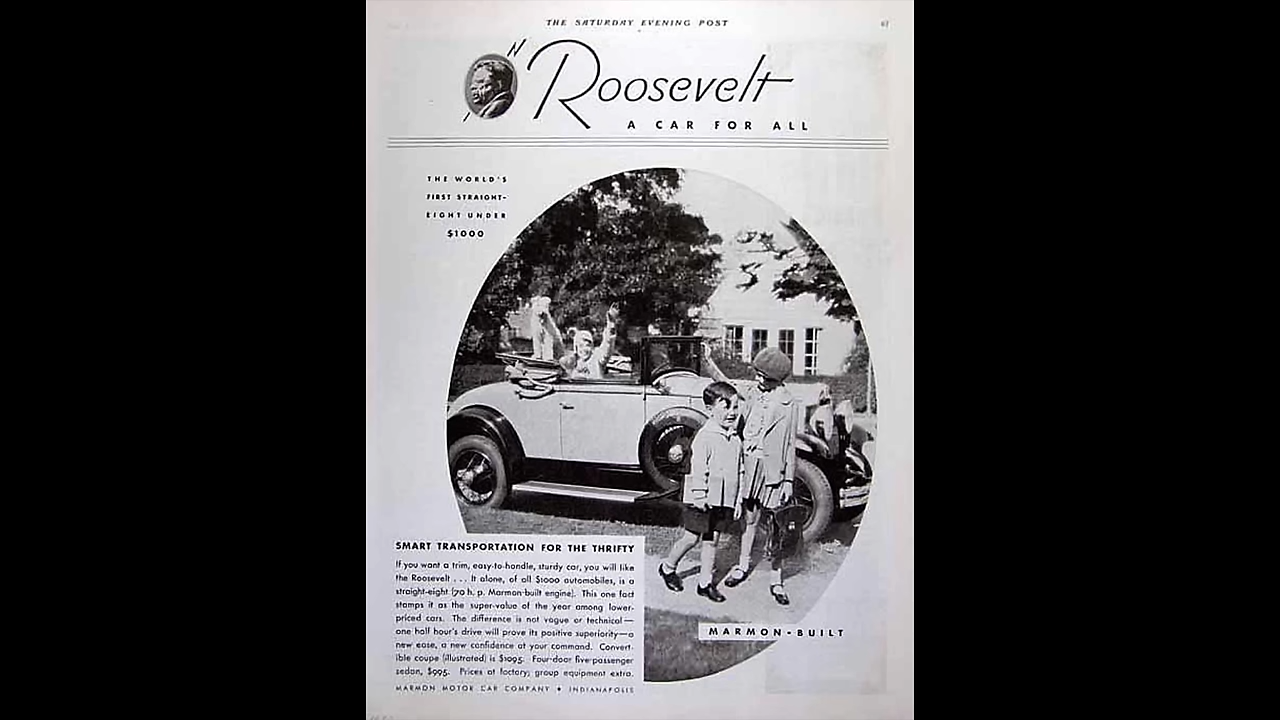 THE SATURDAY EVENING POST
67
Roosevelt
A CAR FOR ALL
THE WORLD'S
FIRST STRAIGHT-
EIGHT UNDER
$1000
SMART TRANSPORTATION FOR THE THRIFTY
If you want a trim, easy-to-handle, sturdy car, you will like
the Roosevelt . . . It alone, of all $1000 automobiles, is a
straight-eight (70 h. p. Marmon-built engine). This one fact
stamps it as the super-value of the year among lower-
priced cars. The difference is not vague or technical—
one half hour's drive will prove its positive superiority—a
new ease, a new confidence at your command. Convert-
ible coupe (illustrated) is $1095. Four-door five-passenger
sedan, $995. Prices at factory; group equipment extra.
MARMON MOTOR CAR COMPANY ♦ INDIANAPOLIS
MARMON-BUILT